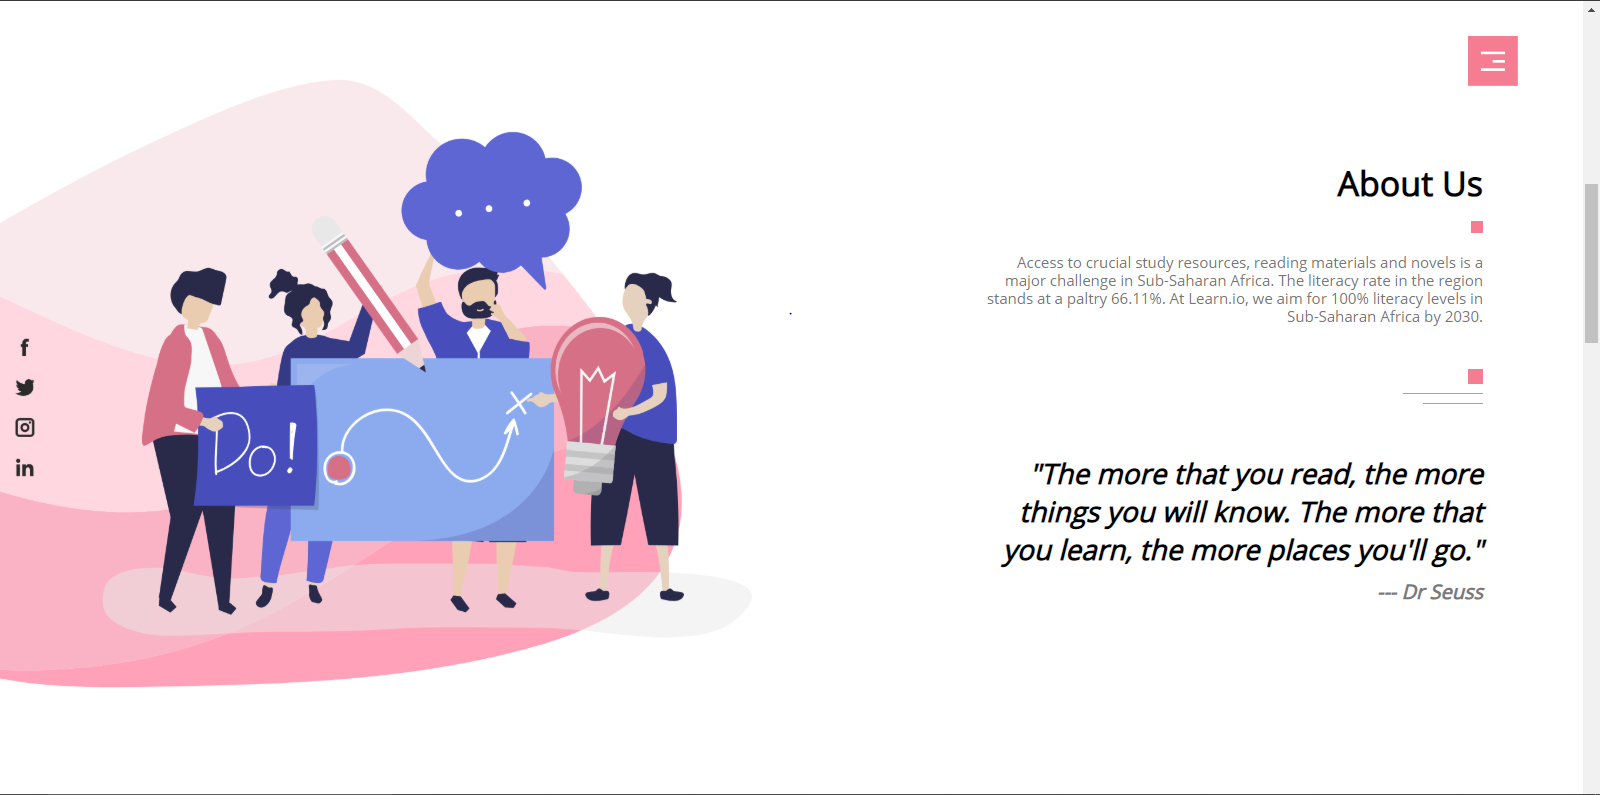 About Us
Access to crucial study resources, reading materials and novels is a
major challenge in Sub-Saharan Africa. The literacy rate in the region
stands at a paltry 66.11%. At Learn.io, we aim for 100% literacy levels in
Sub-Saharan Africa by 2030.
Do!
"The more that you read, the more
things you will know. The more that
you learn, the more places you'll go."
--- Dr Seuss